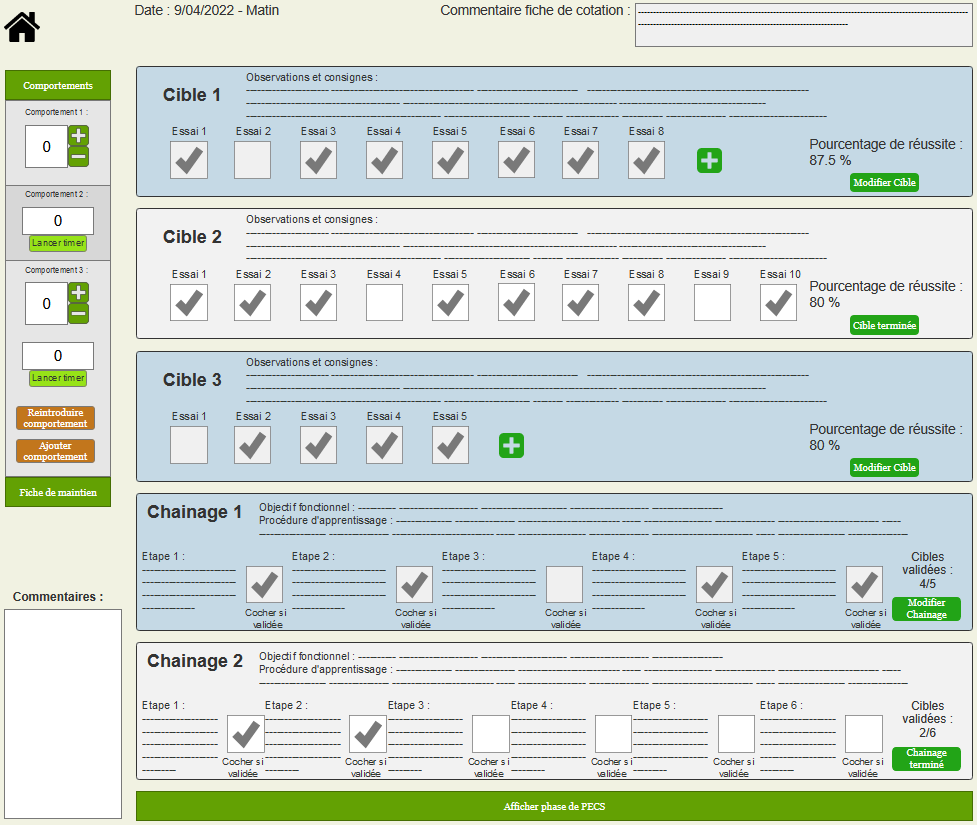 Date : 9/04/2022 - Matin
Commentaire fiche de cotation :
Comportements
Comportement 1 :
0
Comportement 2 :
0
Lancer timer
Comportement 3 :
0
0
Lancer timer
Reintroduire
comportement
Ajouter
comportement
Fiche de maintien
Commentaires :
Cible 1
Observations et consignes :
Essai 1 Essai 2 Essai 3 Essai 4 Essai 5 Essai 6 Essai 7 Essai 8
Pourcentage de réussite :
87.5 %
Modifier Cible
Cible 2
Observations et consignes :
Essai 1 Essai 2 Essai 3 Essai 4 Essai 5 Essai 6 Essai 7 Essai 8 Essai 9 Essai 10
Pourcentage de réussite :
80 %
Cible terminée
Cible 3
Observations et consignes :
Essai 1 Essai 2 Essai 3 Essai 4 Essai 5
Pourcentage de réussite :
80 %
Modifier Cible
Chainage 1
Objectif fonctionnel :
Procédure d'apprentissage :
Etape 1 : Etape 2 : Etape 3 : Etape 4 : Etape 5 :
Cocher si Cocher si Cocher si Cocher si Cocher si
validée validée validée validée validée
Cibles
validées :
4/5
Modifier
Chainage
Chainage 2
Objectif fonctionnel :
Procédure d'apprentissage :
Etape 1 : Etape 2 : Etape 3 : Etape 4 : Etape 5 : Etape 6 :
Cocher si Cocher si Cocher si Cocher si Cocher si Cocher si
validée validée validée validée validée validée
Cibles
validées :
2/6
Chainage
terminé
Afficher phase de PECS